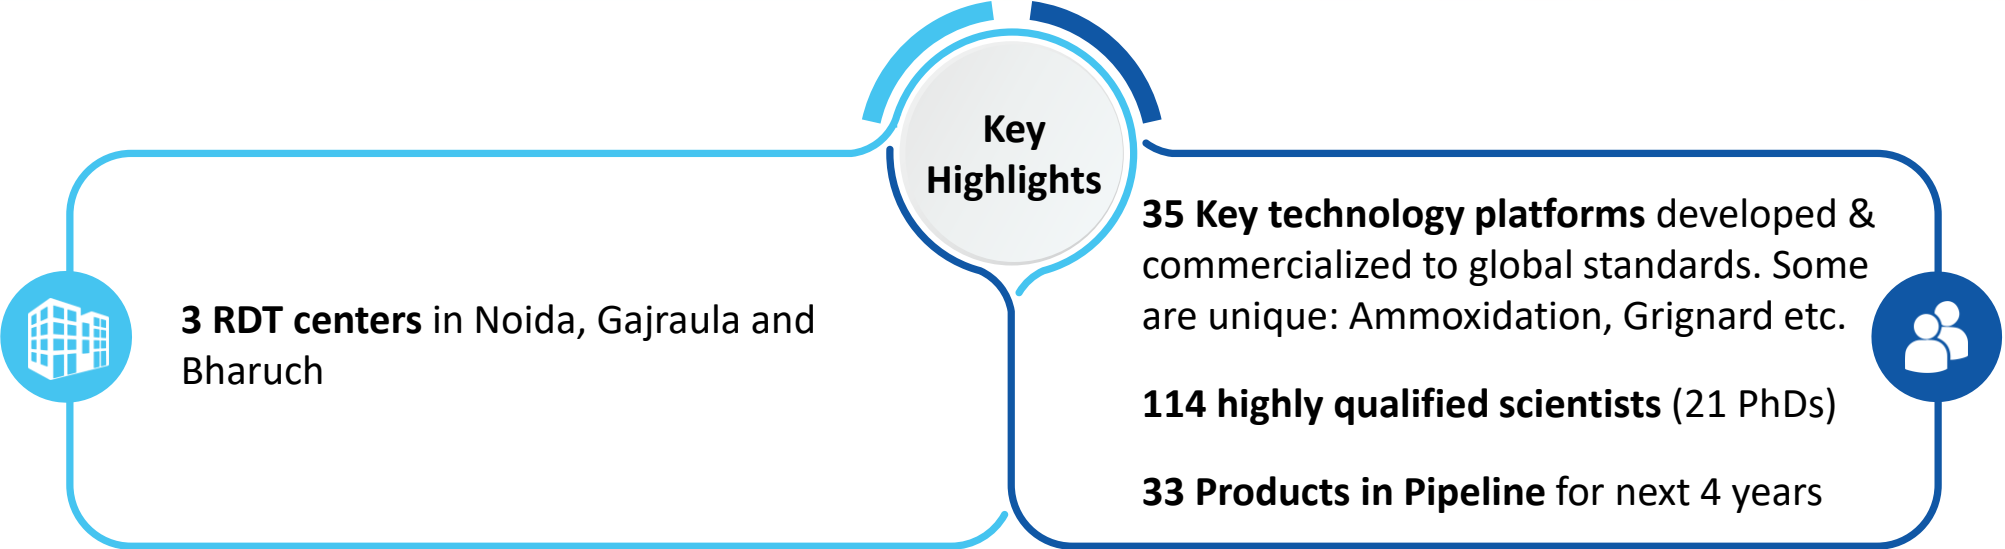 Key
Highlights
3 RDT centers in Noida, Gajraula and
Bharuch
35 Key technology platforms developed &
commercialized to global standards. Some
are unique: Ammoxidation, Grignard etc.
114 highly qualified scientists (21 PhDs)
33 Products in Pipeline for next 4 years